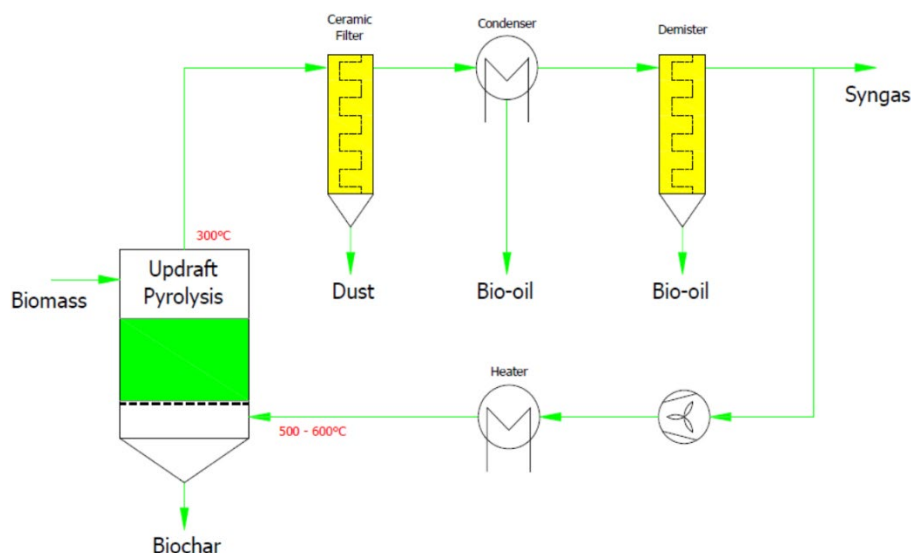 Ceramic
Filter
Condenser
Demister
Syngas
300ºC
Updraft
Pyrolysis
Biomass
Dust
Bio-oil
Bio-oil
Heater
500 - 600ºC
Biochar